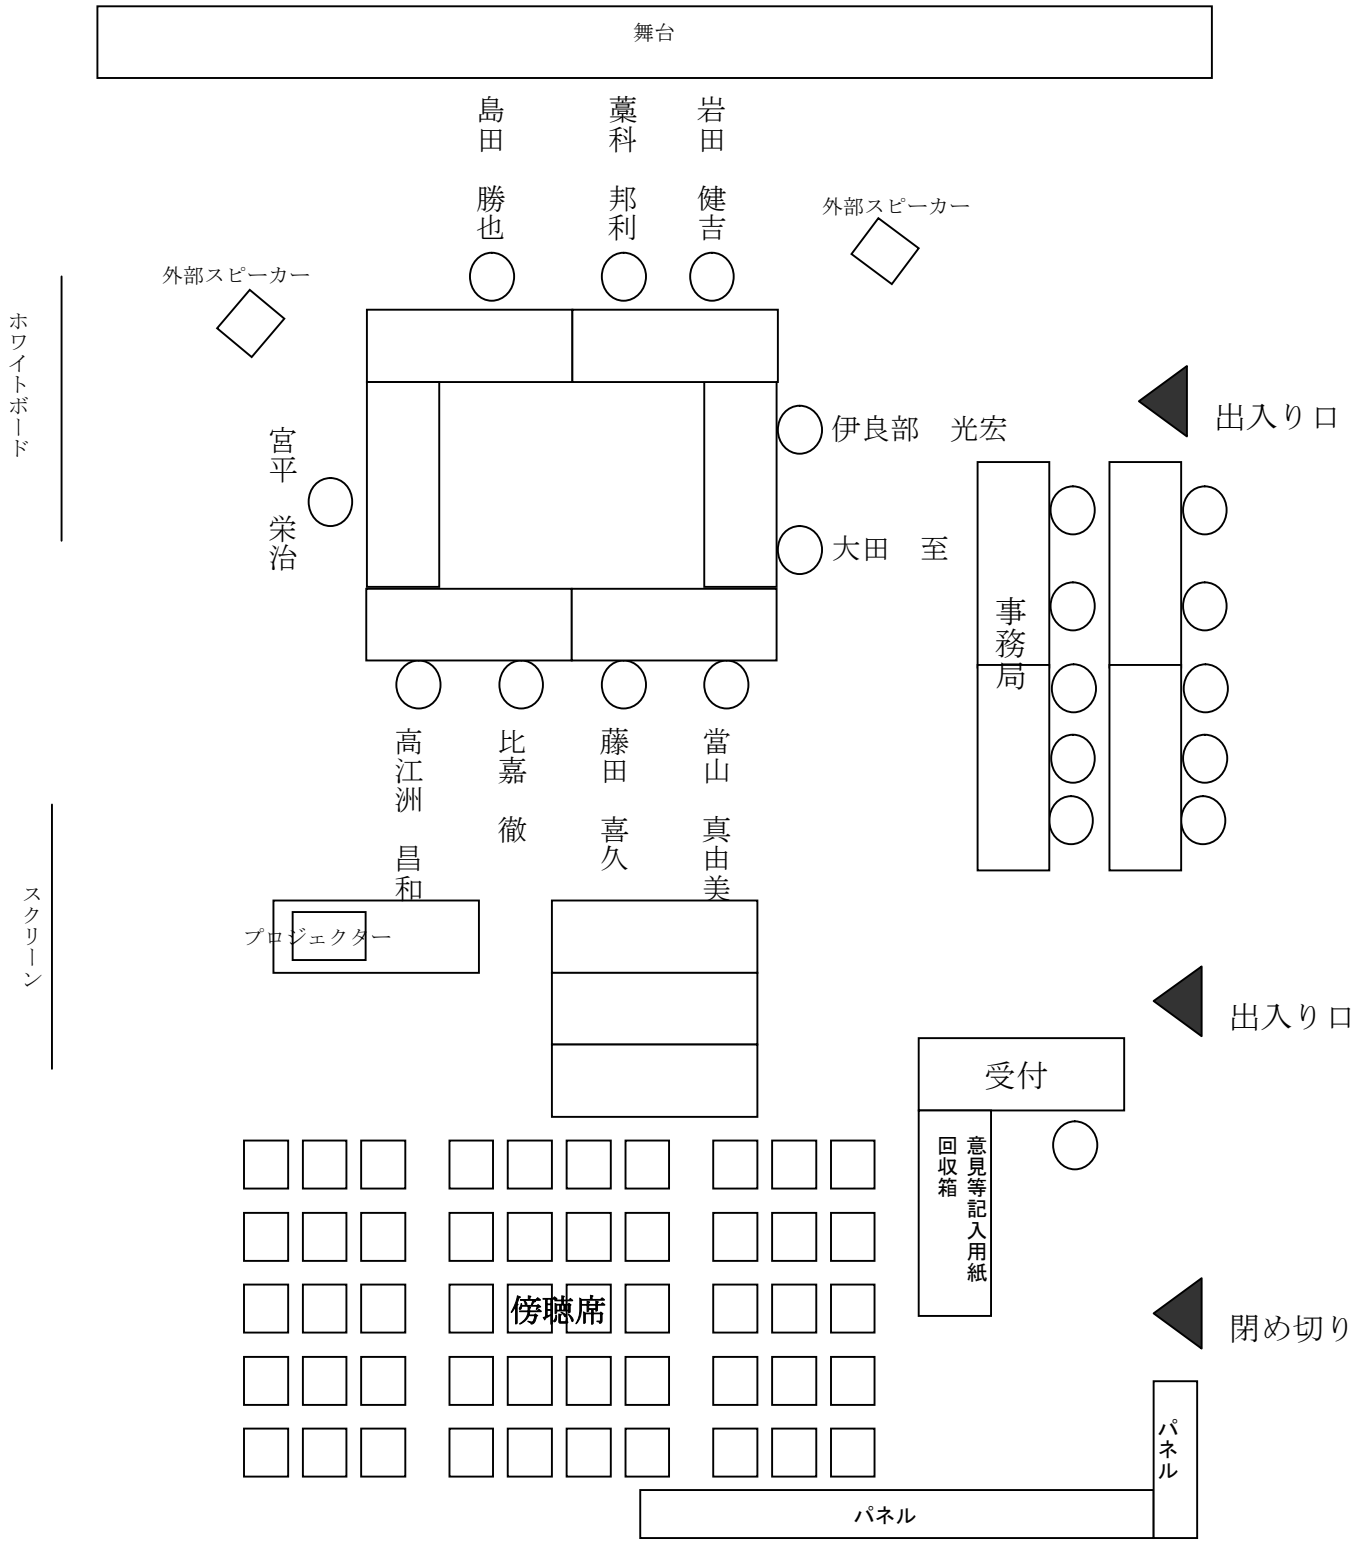 舞台
島田　勝也
藁科　邦利
岩田　健吉
外部スピーカー
外部スピーカー
ホワイトボード
出入り口
宮平　栄治
伊良部　光宏
大田　至
事務局
高江洲　昌和
比嘉　徹
藤田　喜久
當山　真由美
スクリーン
プロジェクター
出入り口
受付
意見等記入用紙
回収箱
傍聴席
閉め切り
パネル
パネル